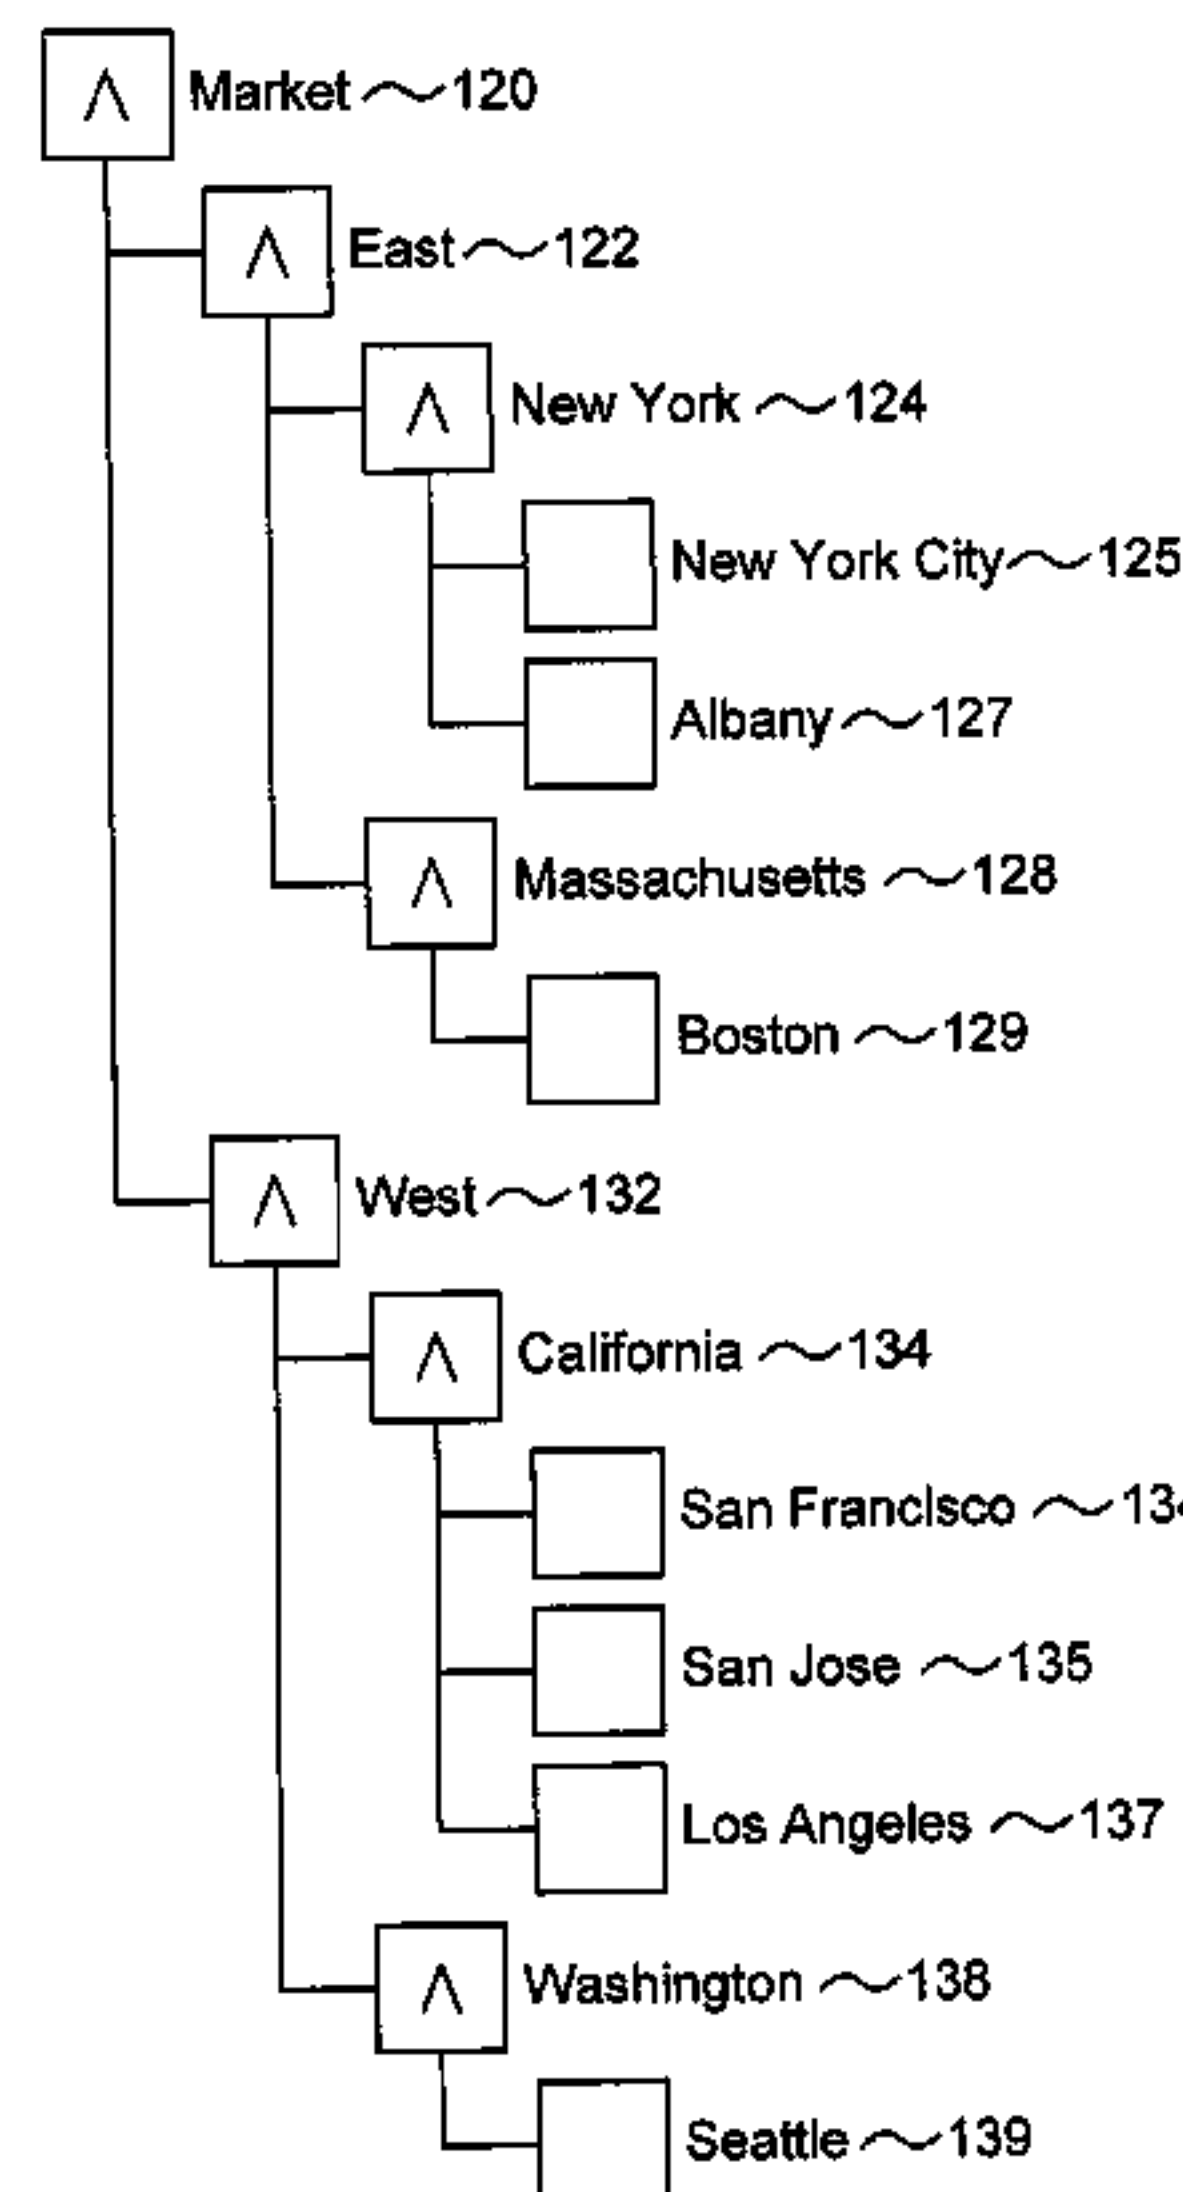 Market 120
East 122
New York 124
New York City 125
Albany 127
Massachusetts 128
Boston 129
West 132
California 134
San Francisco 134
San Jose 135
Los Angeles 137
Washington 138
Seattle 139